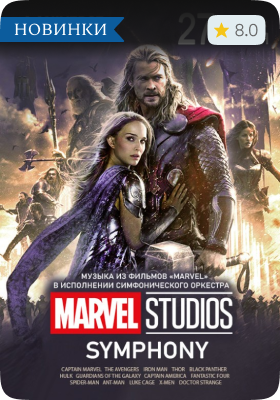 НОВИНКИ
8.0
27
МУЗЫКА ИЗ ФИЛЬМОВ «MARVEL»
В ИСПОЛНЕНИИ СИМФОНИЧЕСКОГО ОРКЕСТРА
MARVEL STUDIOS
SYMPHONY
CAPTAIN MARVEL THE AVENGERS IRON MAN THOR BLACK PANTHER
HULK GUARDIANS OF THE GALAXY CAPTAIN AMERICA FANTASTIC FOUR
SPIDER-MAN ANT-MAN LUKE CAGE X-MEN DOCTOR STRANGE